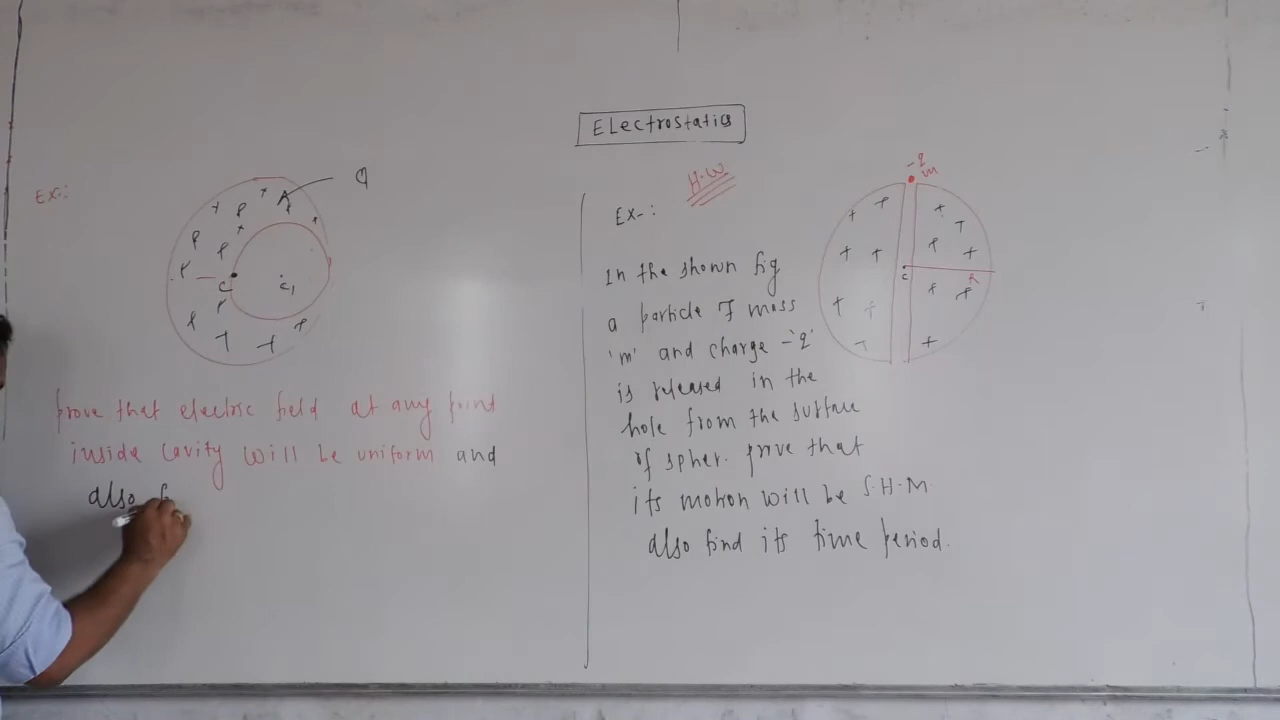 Electrostatics
Ex:
Q
C
C1
prove that electric field at any point
inside cavity will be uniform and
also f
H.W
Ex-:
In the shown fig
a particle of mass
'm' and charge -'q'
is released in the
hole from the surface
of spher. prove that
its motion will be S.H.M.
also find its time period.
-q
m
C
R